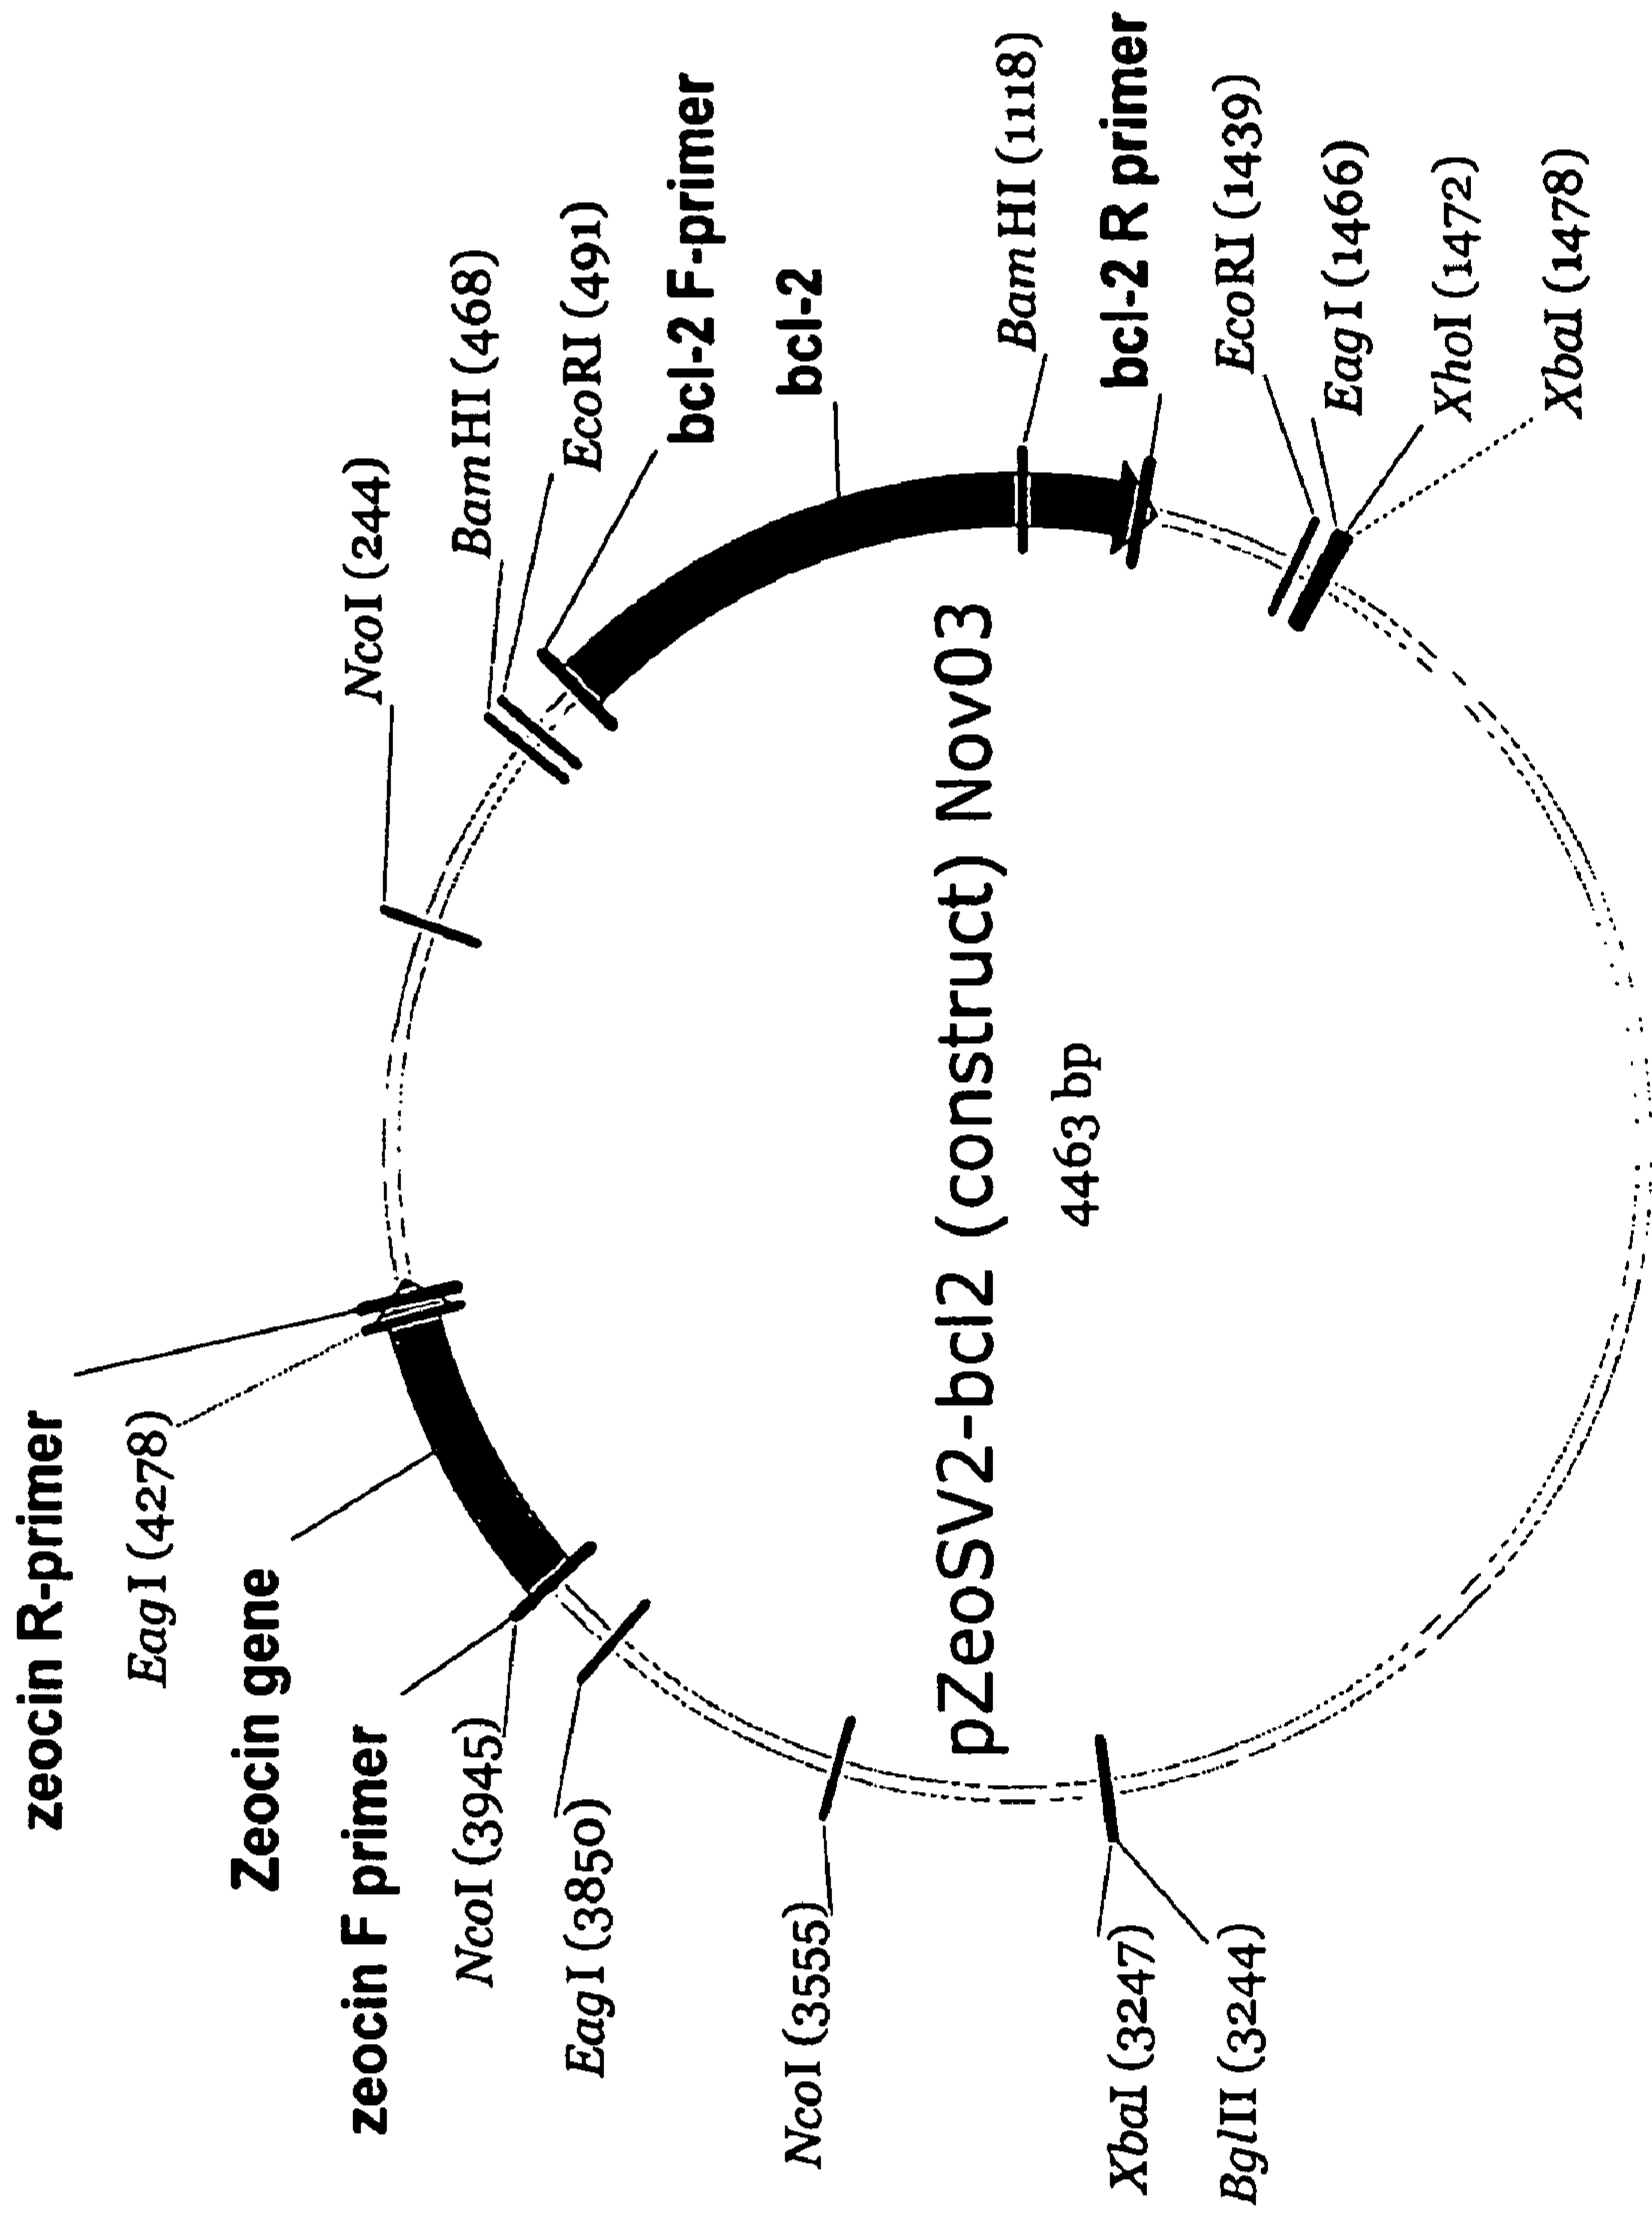 zeocin R-primer
EagI (4278)
Zeocin gene
zeocin F primer
NcoI (3945)
EagI (3850)
NcoI (3555)
XbaI (3247)
BglII (3244)
NcoI (244)
BamHI (468)
EcoRI (491)
bcl-2 F-primer
bcl-2
BamHI (1118)
bcl-2 R primer
EcoRI (1439)
EagI (1466)
XhoI (1472)
XbaI (1478)
pZeoSV2-bcl2 (construct) Nov03
4463 bp